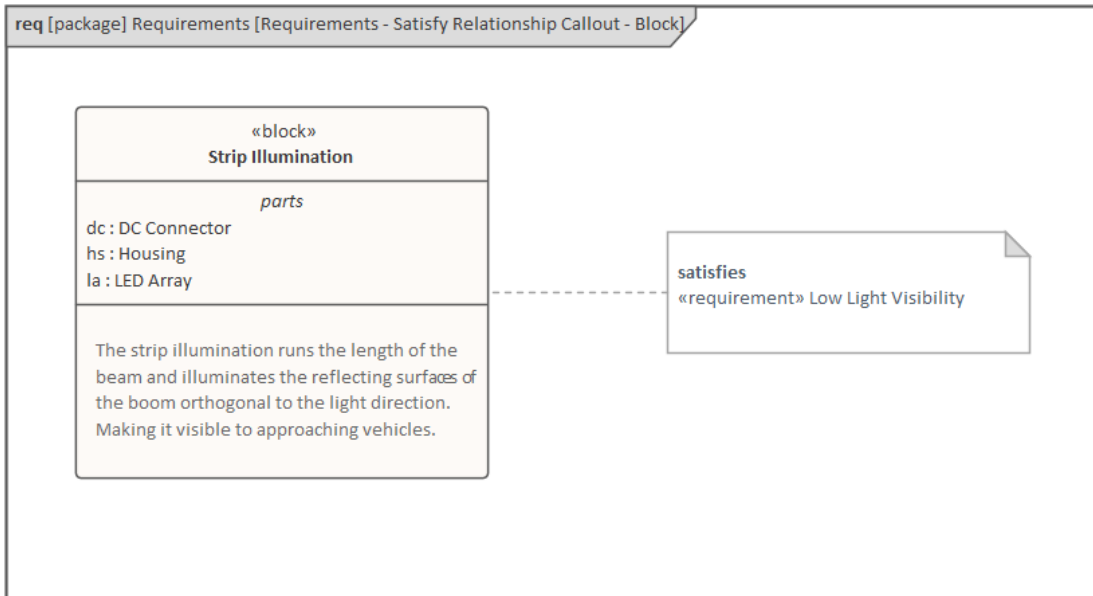 req [package] Requirements [Requirements - Satisfy Relationship Callout - Block]
«block»
Strip Illumination
parts
dc : DC Connector
hs : Housing
la : LED Array
The strip illumination runs the length of the
beam and illuminates the reflecting surfaces of
the boom orthogonal to the light direction.
Making it visible to approaching vehicles.
satisfies
«requirement» Low Light Visibility